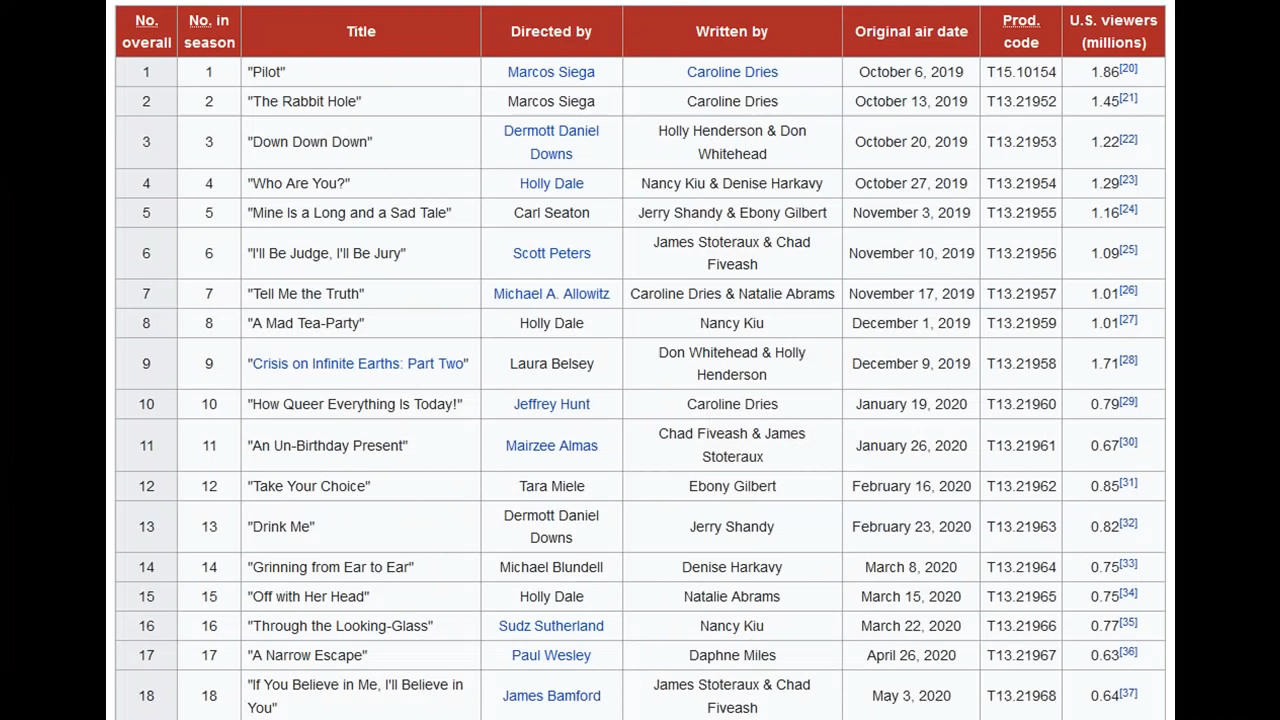 No. overall No. in season Title Directed by Written by Original air date Prod. code U.S. viewers (millions)
1 1 "Pilot" Marcos Siega Caroline Dries October 6, 2019 T15.10154 1.86[20]
2 2 "The Rabbit Hole" Marcos Siega Caroline Dries October 13, 2019 T13.21952 1.45[21]
3 3 "Down Down Down" Dermott Daniel Downs Holly Henderson & Don Whitehead October 20, 2019 T13.21953 1.22[22]
4 4 "Who Are You?" Holly Dale Nancy Kiu & Denise Harkavy October 27, 2019 T13.21954 1.29[23]
5 5 "Mine Is a Long and a Sad Tale" Carl Seaton Jerry Shandy & Ebony Gilbert November 3, 2019 T13.21955 1.16[24]
6 6 "I'll Be Judge, I'll Be Jury" Scott Peters James Stoteraux & Chad Fiveash November 10, 2019 T13.21956 1.09[25]
7 7 "Tell Me the Truth" Michael A. Allowitz Caroline Dries & Natalie Abrams November 17, 2019 T13.21957 1.01[26]
8 8 "A Mad Tea-Party" Holly Dale Nancy Kiu December 1, 2019 T13.21959 1.01[27]
9 9 "Crisis on Infinite Earths: Part Two" Laura Belsey Don Whitehead & Holly Henderson December 9, 2019 T13.21958 1.71[28]
10 10 "How Queer Everything Is Today!" Jeffrey Hunt Caroline Dries January 19, 2020 T13.21960 0.79[29]
11 11 "An Un-Birthday Present" Mairzee Almas Chad Fiveash & James Stoteraux January 26, 2020 T13.21961 0.67[30]
12 12 "Take Your Choice" Tara Miele Ebony Gilbert February 16, 2020 T13.21962 0.85[31]
13 13 "Drink Me" Dermott Daniel Downs Jerry Shandy February 23, 2020 T13.21963 0.82[32]
14 14 "Grinning from Ear to Ear" Michael Blundell Denise Harkavy March 8, 2020 T13.21964 0.75[33]
15 15 "Off with Her Head" Holly Dale Natalie Abrams March 15, 2020 T13.21965 0.75[34]
16 16 "Through the Looking-Glass" Sudz Sutherland Nancy Kiu March 22, 2020 T13.21966 0.77[35]
17 17 "A Narrow Escape" Paul Wesley Daphne Miles April 26, 2020 T13.21967 0.63[36]
18 18 "If You Believe in Me, I'll Believe in You" James Bamford James Stoteraux & Chad Fiveash May 3, 2020 T13.21968 0.64[37]